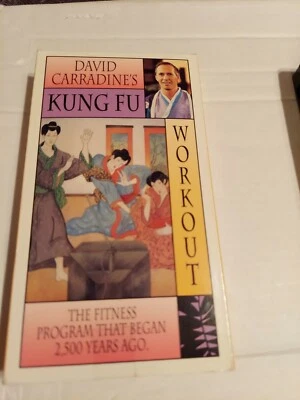 DAVID
CARRADINE'S
KUNG FU
WORKOUT
THE FITNESS
PROGRAM THAT BEGAN
2,500 YEARS AGO.